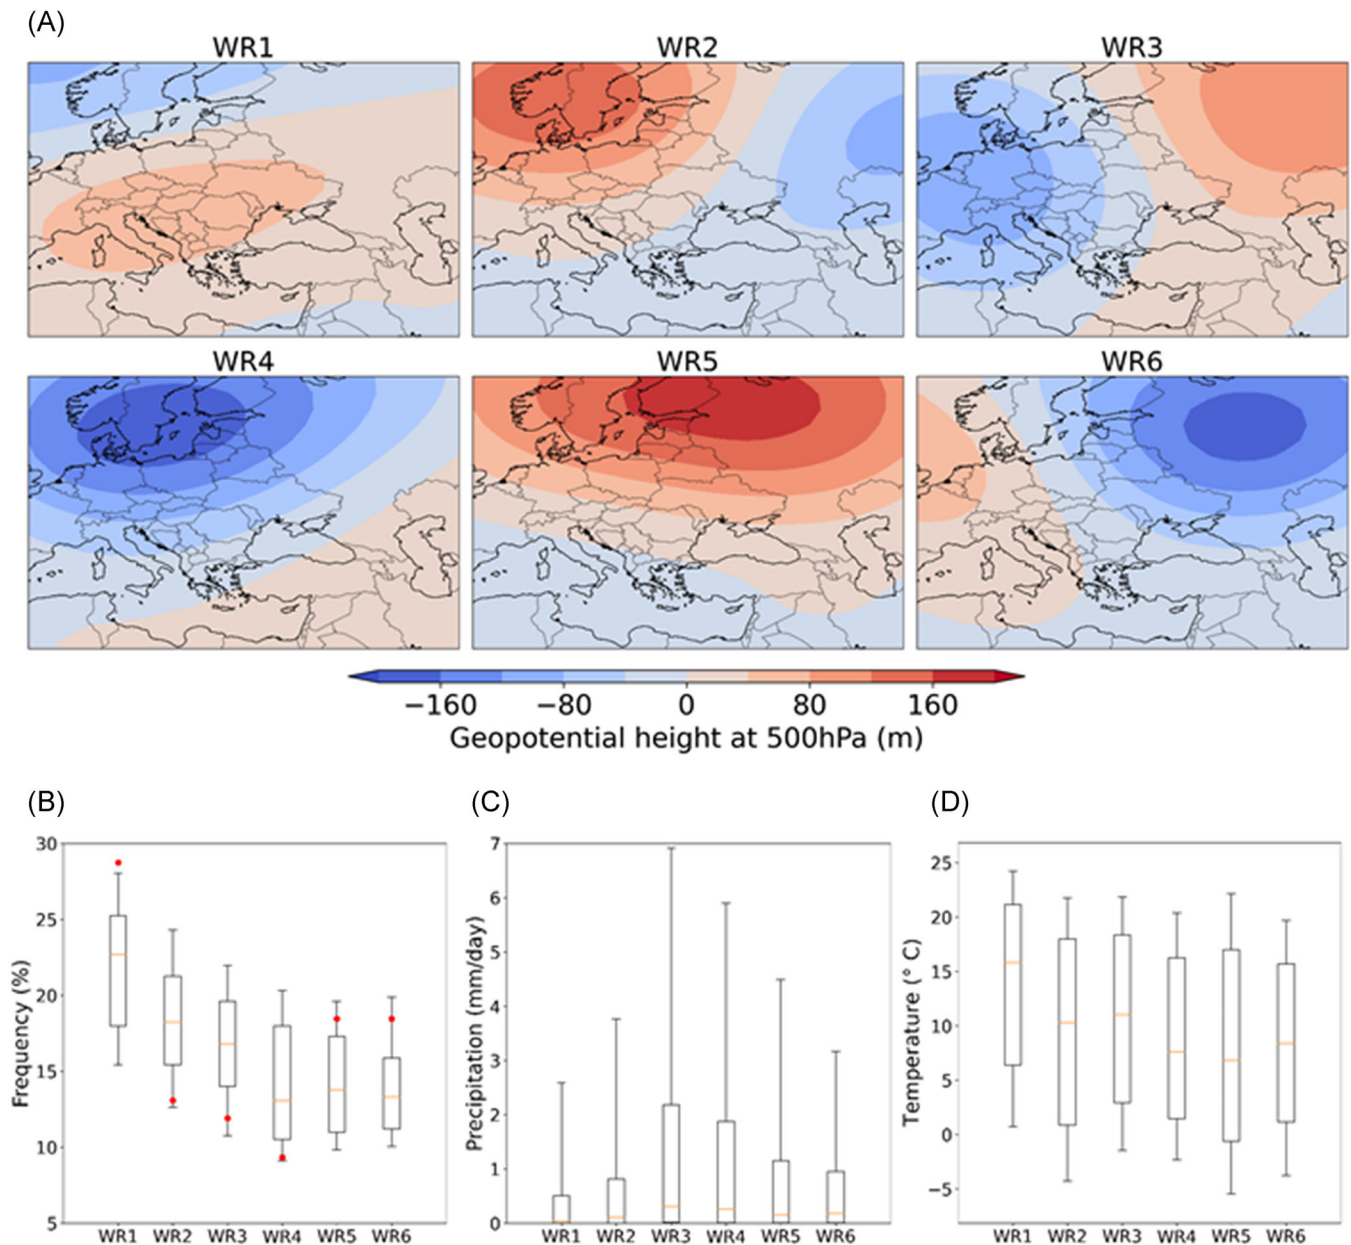 (A)
WR1 WR2 WR3
WR4 WR5 WR6
−160 −80 0 80 160
Geopotential height at 500hPa (m)
(B) (C) (D)
30
25
20
15
10
5
Frequency (%)
WR1 WR2 WR3 WR4 WR5 WR6
7
6
5
4
3
2
1
0
Precipitation (mm/day)
WR1 WR2 WR3 WR4 WR5 WR6
25
20
15
10
5
0
−5
Temperature (° C)
WR1 WR2 WR3 WR4 WR5 WR6